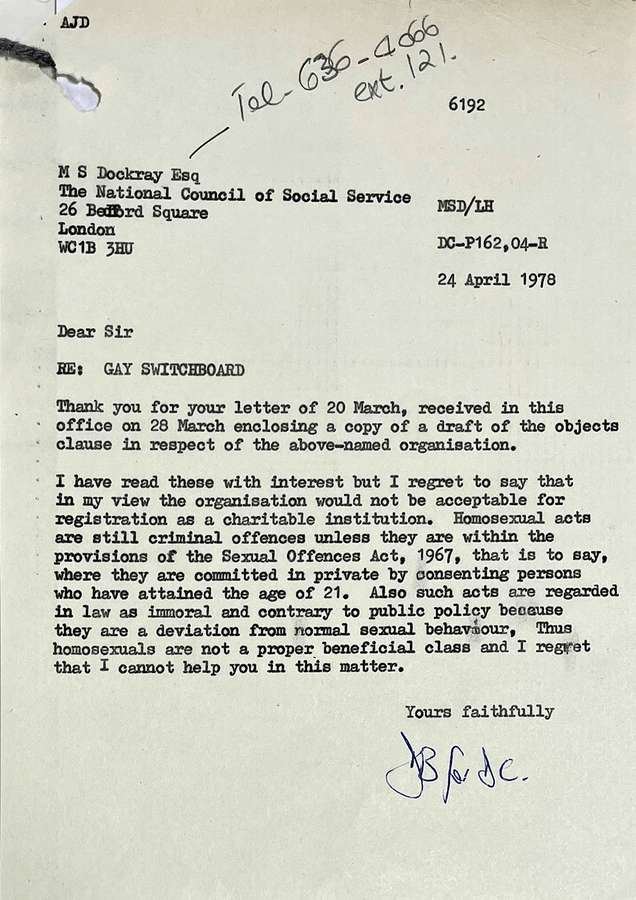 AJD
Tel - 636-4066
ext. 121.
6192
M S Dockray Esq
The National Council of Social Service
26 Bedford Square
London
WC1B 3HU
MSD/LH
DC-P162,04-R
24 April 1978
Dear Sir
RE: GAY SWITCHBOARD
Thank you for your letter of 20 March, received in this
office on 28 March enclosing a copy of a draft of the objects
clause in respect of the above-named organisation.
I have read these with interest but I regret to say that
in my view the organisation would not be acceptable for
registration as a charitable institution. Homosexual acts
are still criminal offences unless they are within the
provisions of the Sexual Offences Act, 1967, that is to say,
where they are committed in private by consenting persons
who have attained the age of 21. Also such acts are regarded
in law as immoral and contrary to public policy because
they are a deviation from normal sexual behaviour, Thus
homosexuals are not a proper beneficial class and I regret
that I cannot help you in this matter.
Yours faithfully
for